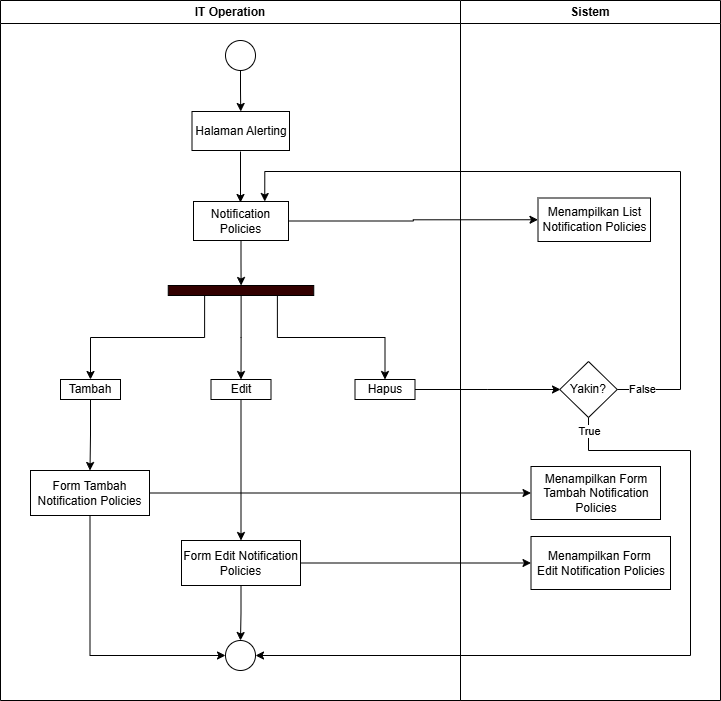 IT Operation
Sistem
Halaman Alerting
Notification
Policies
Menampilkan List
Notification Policies
Tambah
Edit
Hapus
Yakin?
False
True
Form Tambah
Notification Policies
Menampilkan Form
Tambah Notification
Policies
Form Edit Notification
Policies
Menampilkan Form
Edit Notification Policies